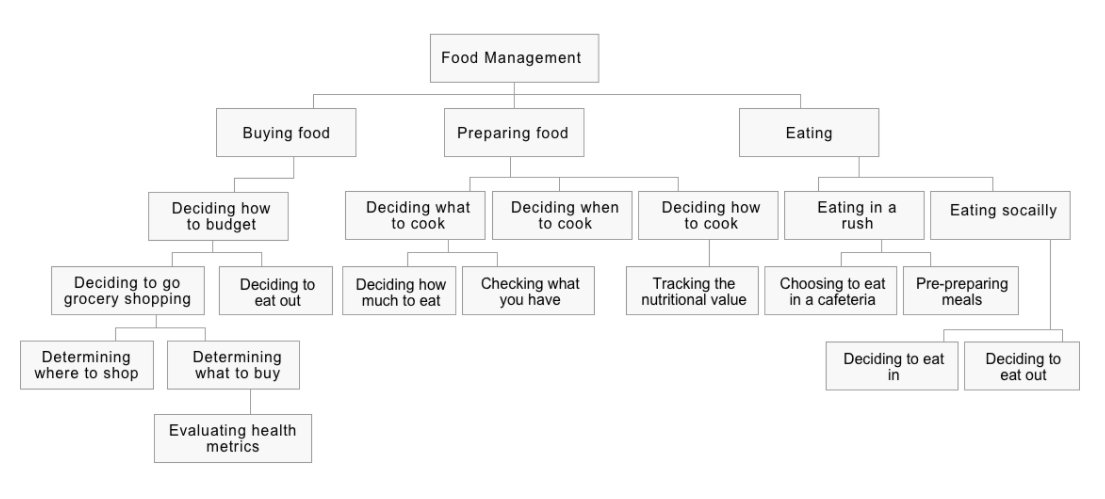 Food Management
Buying food
Preparing food
Eating
Deciding how
to budget
Deciding what
to cook
Deciding when
to cook
Deciding how
to cook
Eating in a
rush
Eating socailly
Deciding to go
grocery shopping
Deciding to
eat out
Deciding how
much to eat
Checking what
you have
Tracking the
nutritional value
Choosing to eat
in a cafeteria
Pre-preparing
meals
Determining
where to shop
Determining
what to buy
Deciding to eat
in
Deciding to
eat out
Evaluating health
metrics